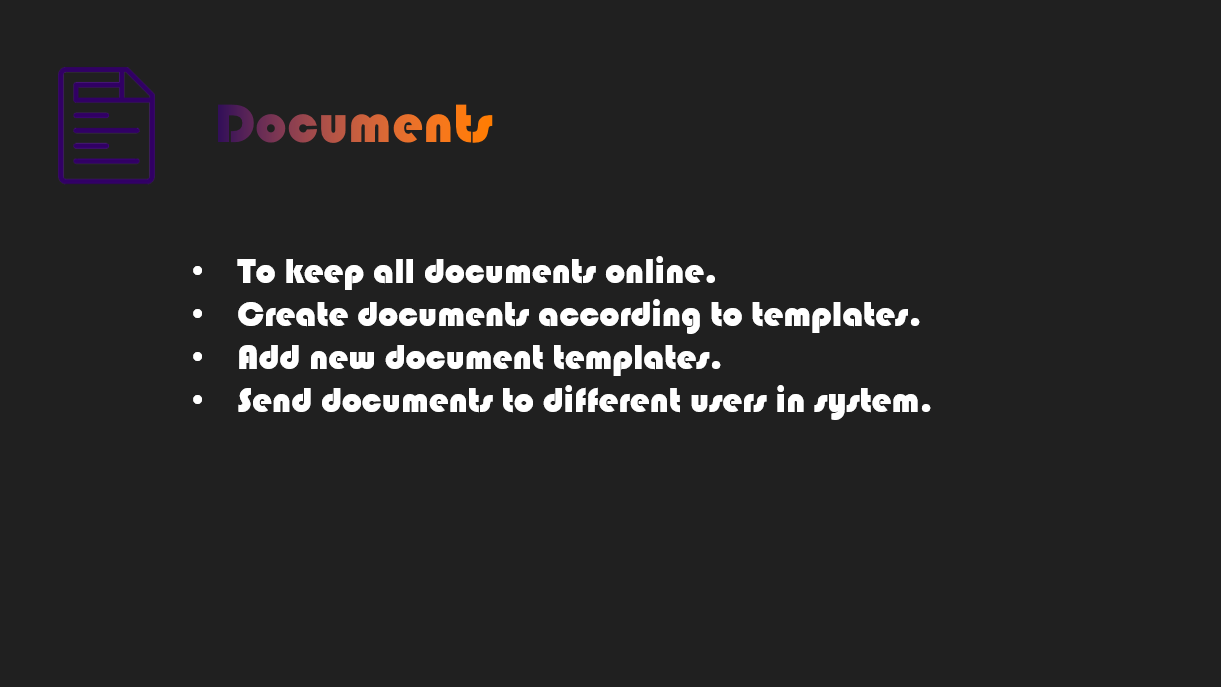 Documents
• To keep all documents online.
• Create documents according to templates.
• Add new document templates.
• Send documents to different users in system.